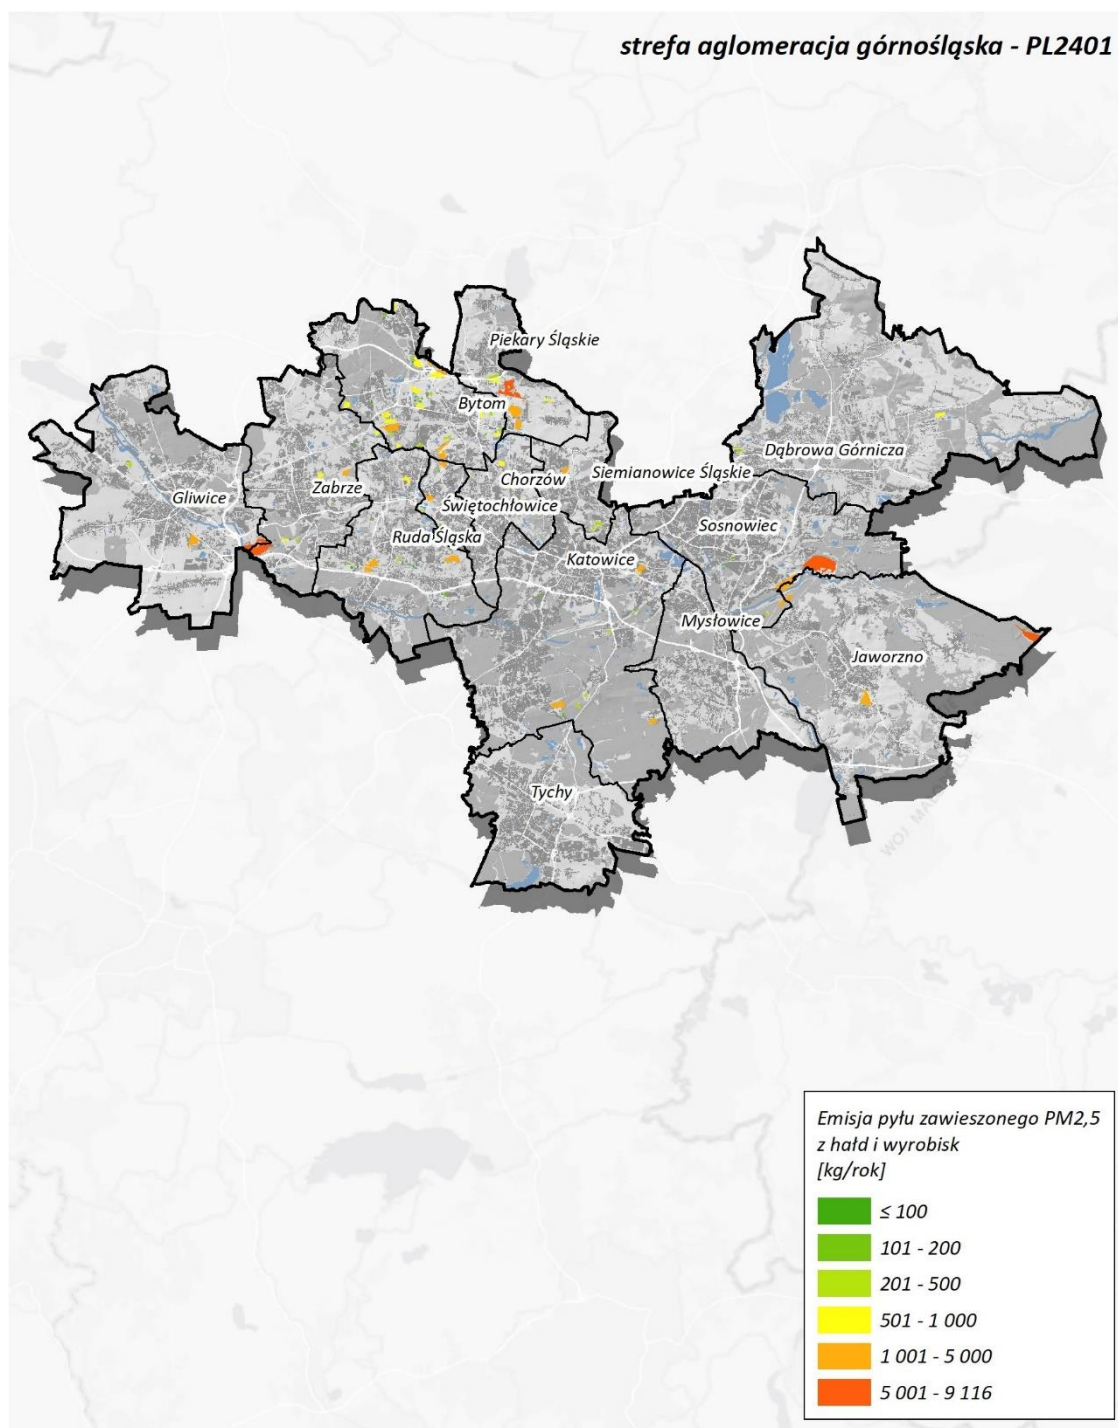 strefa aglomeracja górnośląska - PL2401
Piekary Śląskie
Bytom
Dąbrowa Górnicza
Siemianowice Śląskie
Chorzów
Zabrze
Gliwice
Świętochłowice
Sosnowiec
Ruda Śląska
Katowice
Mysłowice
Jaworzno
Tychy
Emisja pyłu zawieszonego PM2,5
z hałd i wyrobisk
[kg/rok]
≤ 100
101 - 200
201 - 500
501 - 1 000
1 001 - 5 000
5 001 - 9 116